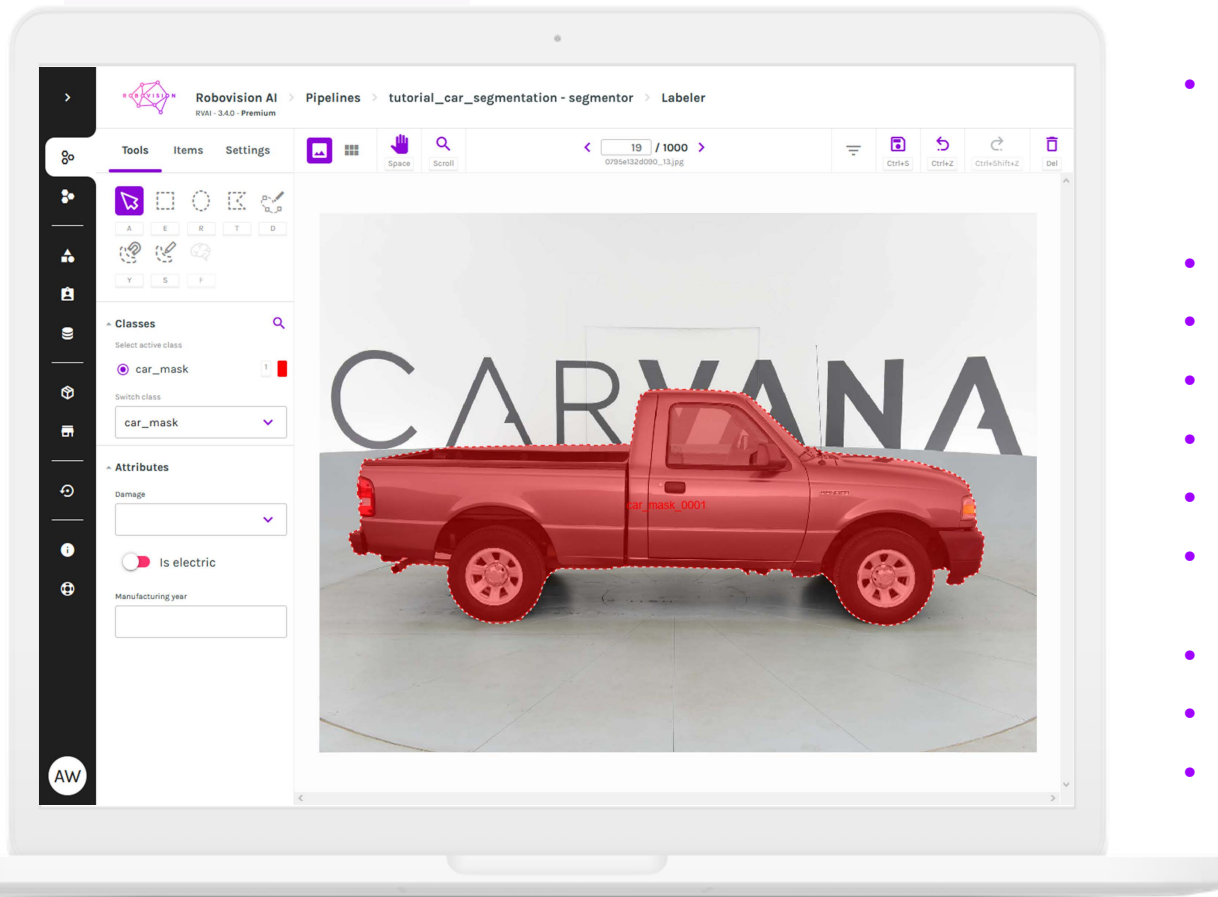 ROBOVISION
Robovision AI > Pipelines > tutorial_car_segmentation - segmentor > Labeler
RVAI - 3.4.0 - Premium
Tools Items Settings
Space
Scroll
19 / 1000
0795e132d090_13.jpg
Ctrl+S
Ctrl+Z
Ctrl+Shift+Z
Del
A E R T D
Y S F
Classes
Select active class
car_mask 1
Switch class
car_mask
Attributes
Damage
Is electric
Manufacturing year
AW
CARVANA
car_mask_0001